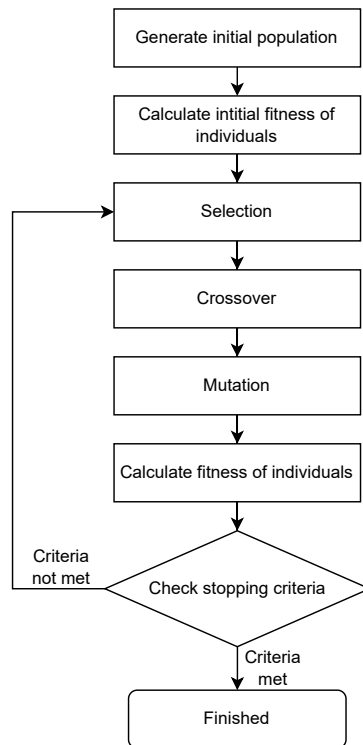 Generate initial population
Calculate intitial fitness of
individuals
Selection
Crossover
Mutation
Calculate fitness of individuals
Criteria
not met
Check stopping criteria
Criteria
met
Finished